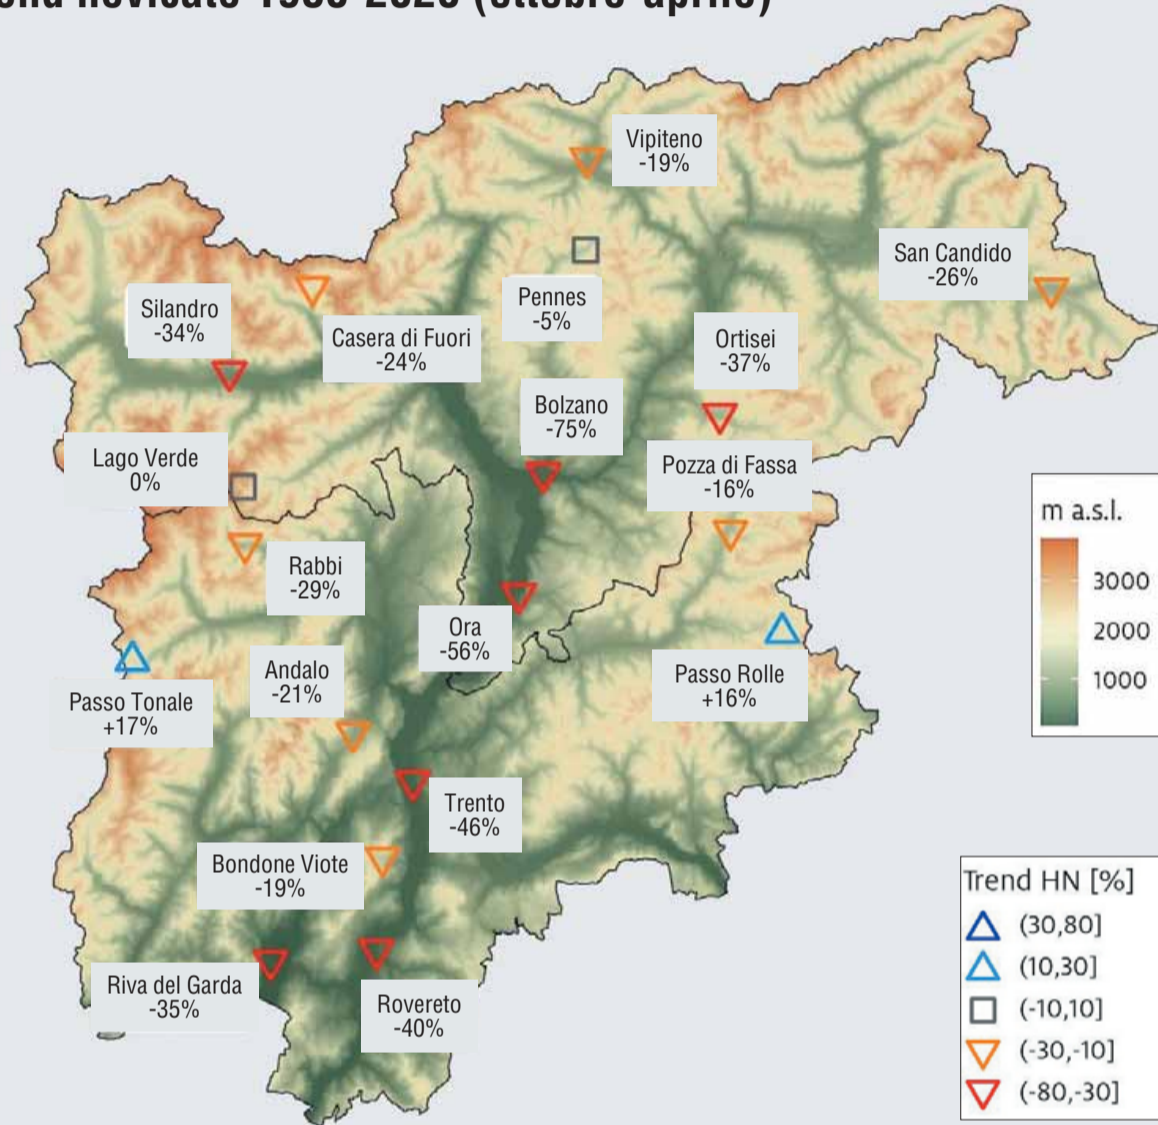 nevicate (ottobre-aprile)
Vipiteno
-19%
San Candido
-26%
Pennes
-5%
Silandro
-34%
Casera di Fuori
-24%
Ortisei
-37%
Bolzano
-75%
Lago Verde
0%
Pozza di Fassa
-16%
m a.s.l.
3000
2000
1000
Rabbi
-29%
Ora
-56%
Andalo
-21%
Passo Rolle
+16%
Passo Tonale
+17%
Trento
-46%
Bondone Viote
-19%
Riva del Garda
-35%
Rovereto
-40%
Trend HN [%]
(30,80]
(10,30]
(-10,10]
(-30,-10]
(-80,-30]